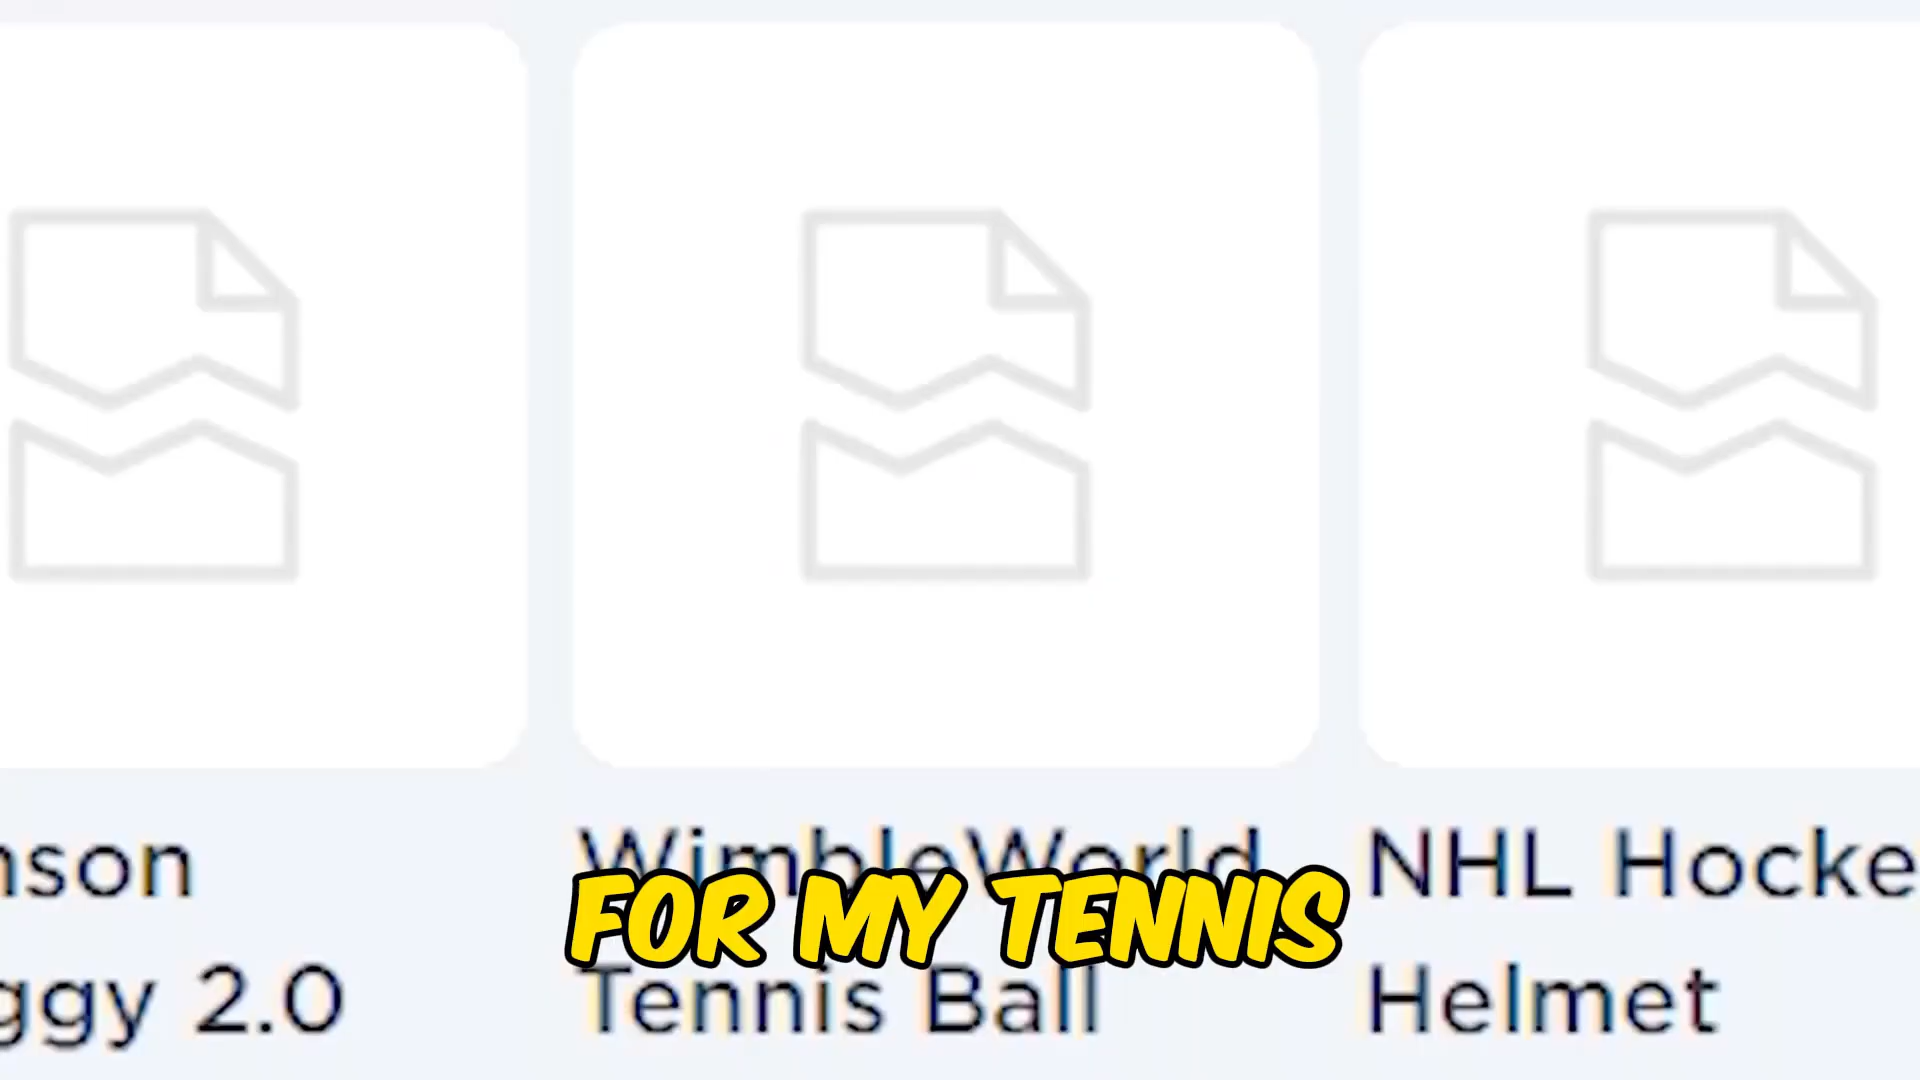 nson
ggy 2.0
WimbleWorld
Tennis Ball
NHL Hocke
Helmet
FOR MY TENNIS